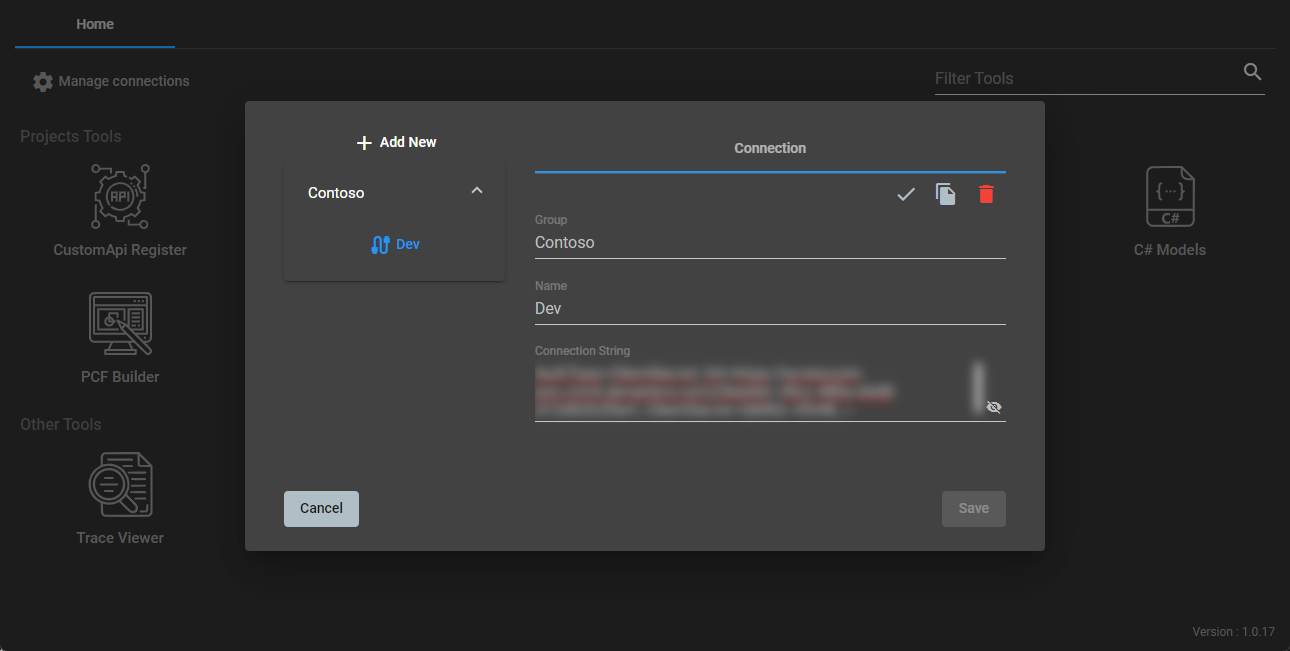 Home
Manage connections
Filter Tools
Projects Tools
Add New
Connection
Contoso
Dev
Group
Contoso
Name
Dev
Connection String
API
CustomApi Register
{...}
C#
C# Models
PCF Builder
Other Tools
Trace Viewer
Cancel
Save
Version : 1.0.17